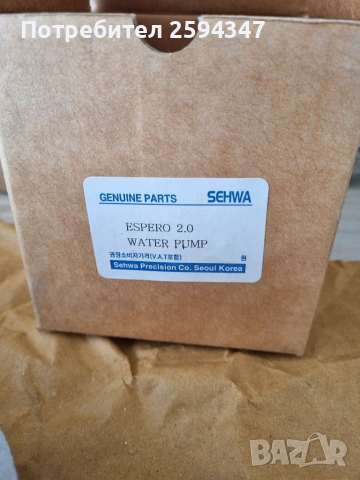 Потребител 2594347
GENUINE PARTS SEHWA
ESPERO 2.0
WATER PUMP
권장소비자가격(V.A.T포함) 원
Sehwa Precision Co. Seoul Korea
BAZAR